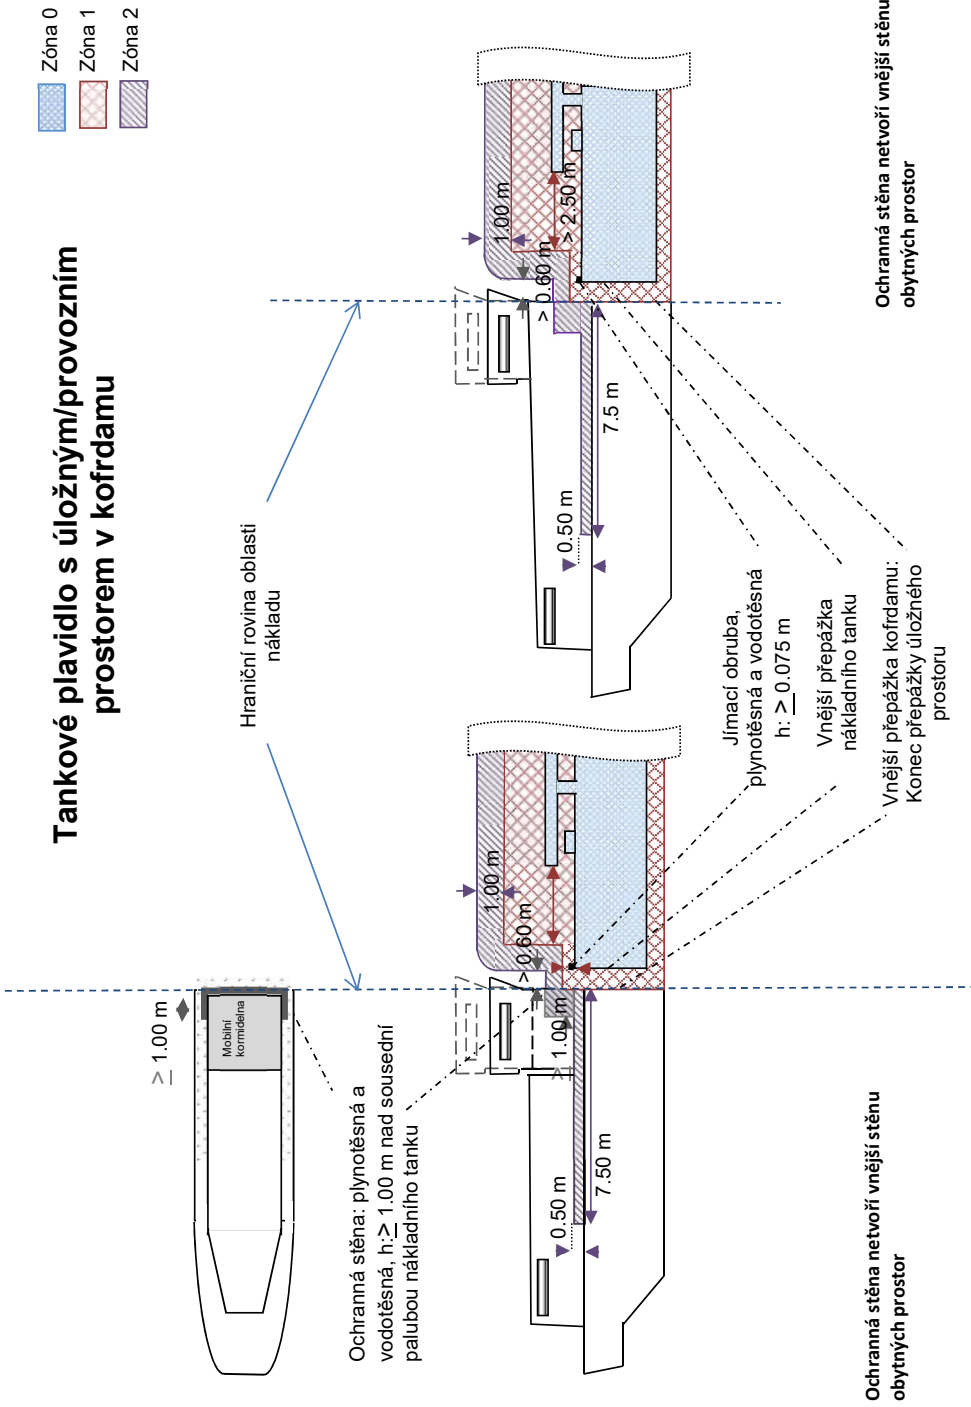 Tankové plavidlo s úložným/provozním
prostorem v kofrdamu
Zóna 0
Zóna 1
Zóna 2
Hraniční rovina oblasti
nákladu
> 1.00 m
Mobilní
kormidelna
Ochranná stěna: plynotěsná a
vodotěsná, h:> 1.00 m nad sousední
palubou nákladního tanku
1.00 m
> 0.60 m
> 1.00 m
0.50 m
7.50 m
1.00 m
> 0.60 m
> 2.50 m
0.50 m
7.5 m
Jímací obruba,
plynotěsná a vodotěsná
h: > 0.075 m
Vnější přepážka
nákladního tanku
Vnější přepážka kofrdamu:
Konec přepážky úložného
prostoru
Ochranná stěna netvoří vnější stěnu
obytných prostor
Ochranná stěna netvoří vnější stěnu
obytných prostor